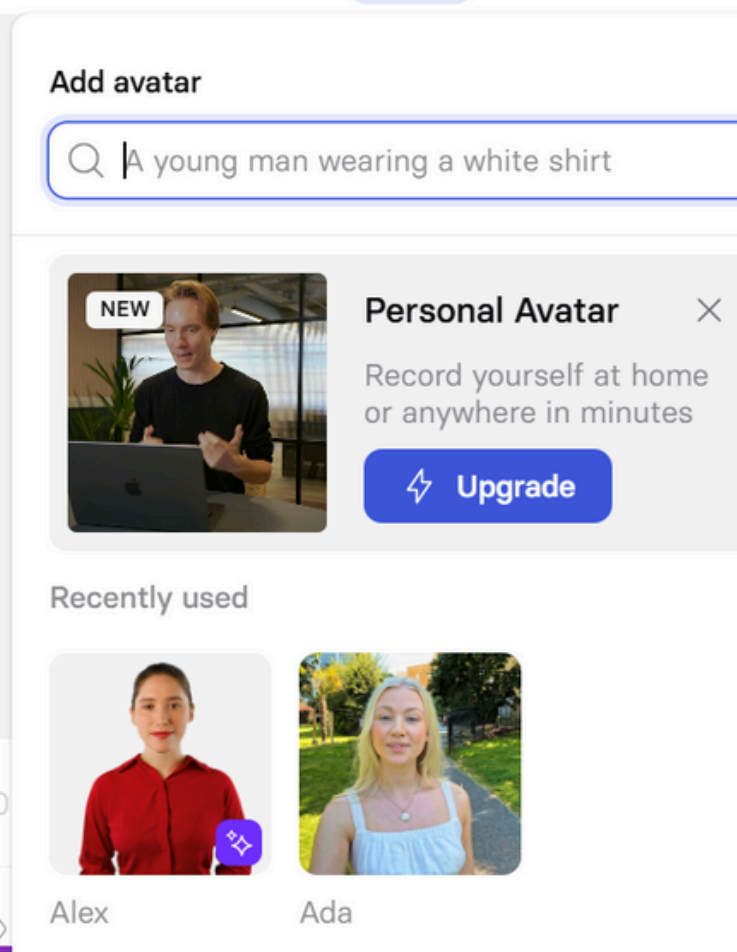 Add avatar
A young man wearing a white shirt
NEW
Personal Avatar
Record yourself at home
or anywhere in minutes
Upgrade
Recently used
Alex
Ada